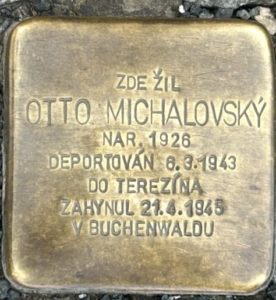 ZDE ŽIL
OTTO MICHALOVSKÝ
NAR. 1926
DEPORTOVÁN 6.3.1943
DO TEREZÍNA
ZAHYNUL 21.4.1945
V BUCHENWALDU